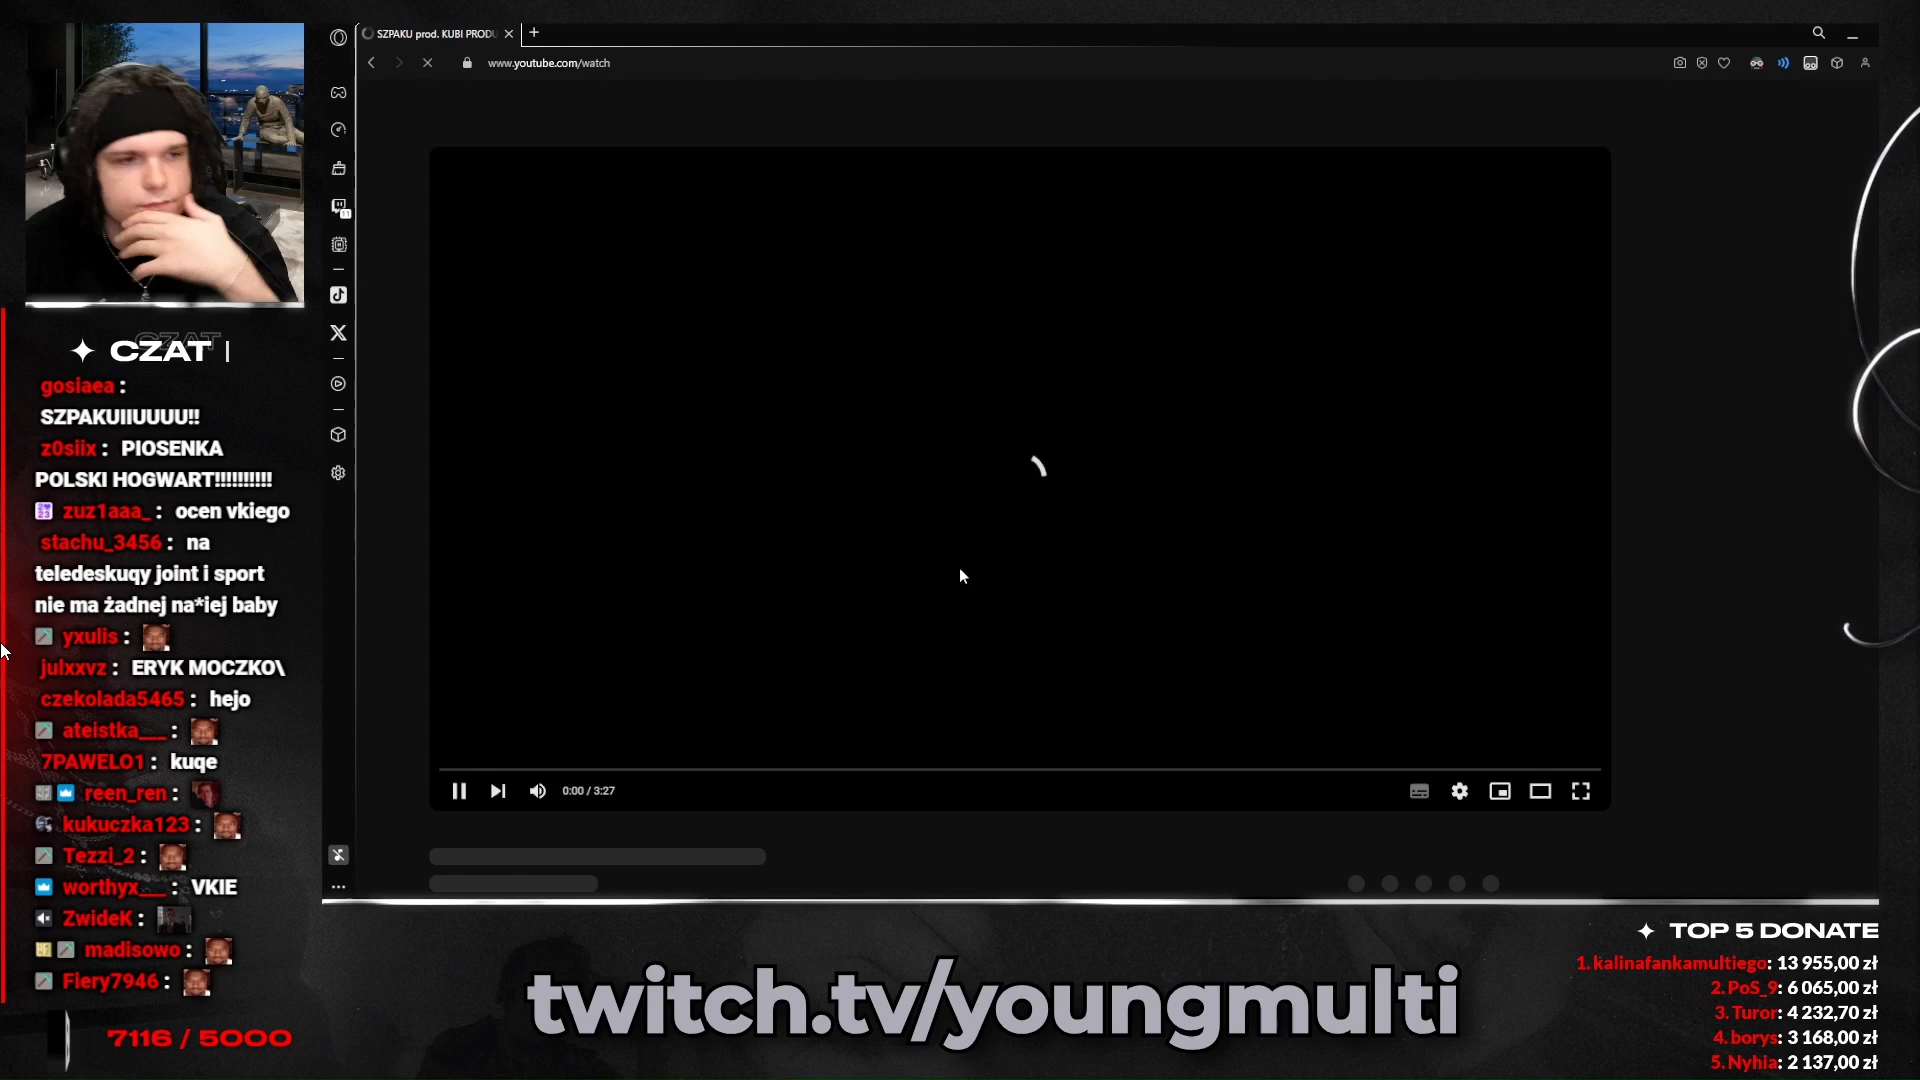 SZPAKU prod. KUBI PRODU
www.youtube.com/watch
CZAT
gosiaea :
SZPAKUIIUUUU!!
z0siix : PIOSENKA
POLSKI HOGWART!!!!!!!!!!
zuz1aaa_ : ocen vkiego
stachu_3456 : na
teledeskuqy joint i sport
nie ma żadnej na*iej baby
yxulis :
julxxvz : ERYK MOCZKO\
czekolada5465 : hejo
ateistka___ :
7PAWELO1 : kuqe
reen_ren :
kukuczka123 :
Tezzi_2 :
worthyx___ : VKIE
ZwideK :
madisowo :
Fiery7946 :
7116 / 5000
0:00 / 3:27
twitch.tv/youngmulti
TOP 5 DONATE
1. kalinafankamultiego: 13 955,00 zł
2. PoS_9: 6 065,00 zł
3. Turor: 4 232,70 zł
4. borys: 3 168,00 zł
5. Nyhia: 2 137,00 zł